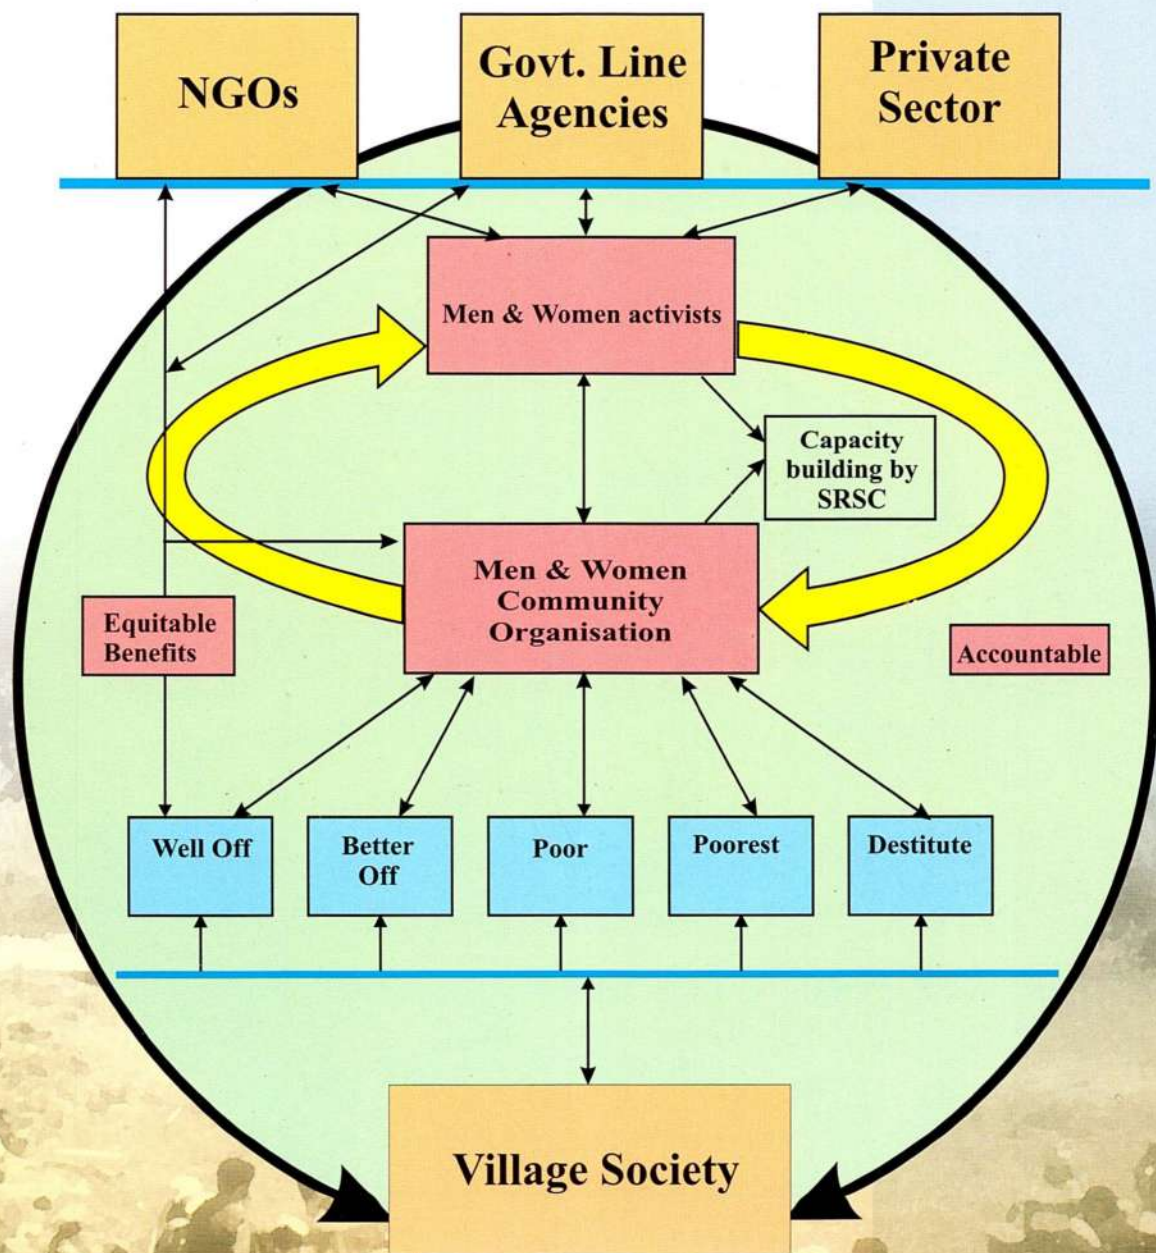 NGOs
Govt. Line
Agencies
Private
Sector
Men & Women activists
Capacity
building by
SRSC
Men & Women
Community
Organisation
Equitable
Benefits
Accountable
Well Off
Better
Off
Poor
Poorest
Destitute
Village Society